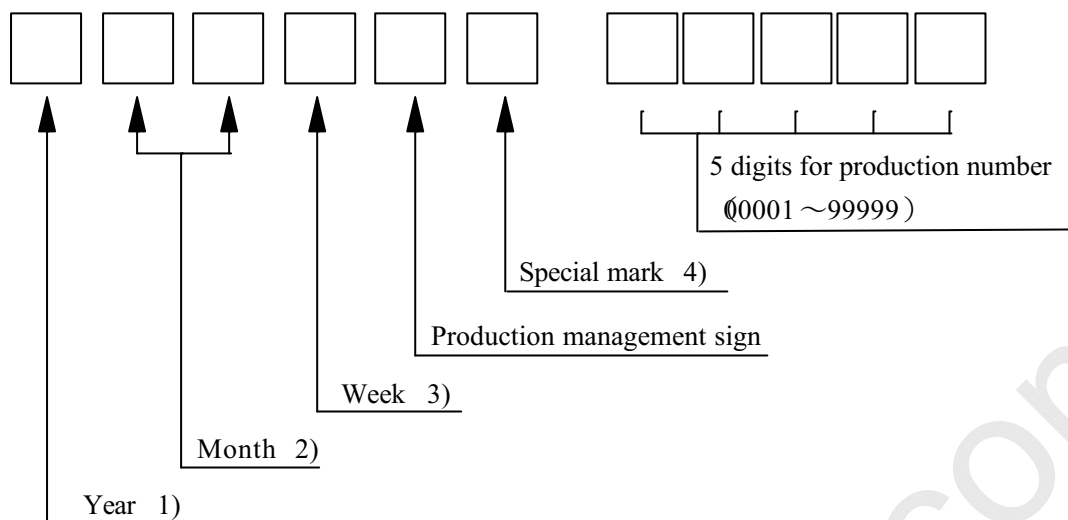 5 digits for production number
(00001～99999）
Special mark 4)
Production management sign
Week 3)
Month 2)
Year 1)
con